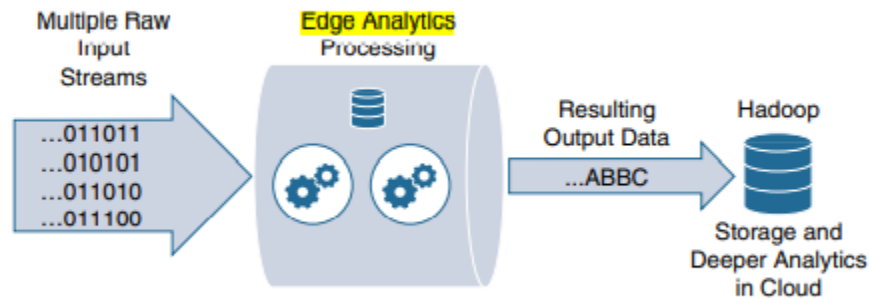 Multiple Raw
Input
Streams
...011011
...010101
...011010
...011100
Edge Analytics
Processing
Resulting
Output Data
...ABBC
Hadoop
Storage and
Deeper Analytics
in Cloud